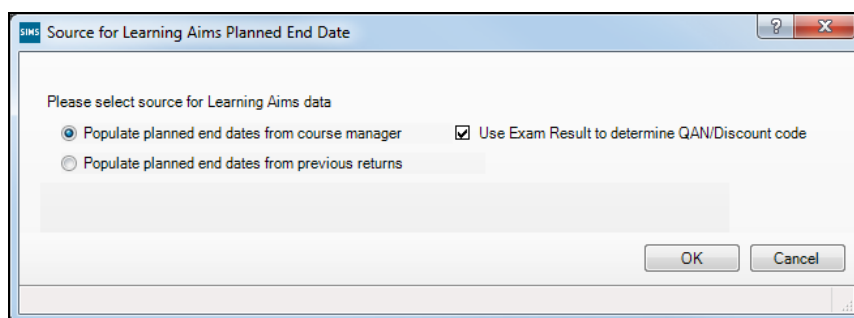 SIMS Source for Learning Aims Planned End Date
Please select source for Learning Aims data
Populate planned end dates from course manager Use Exam Result to determine QAN/Discount code
Populate planned end dates from previous returns
OK Cancel